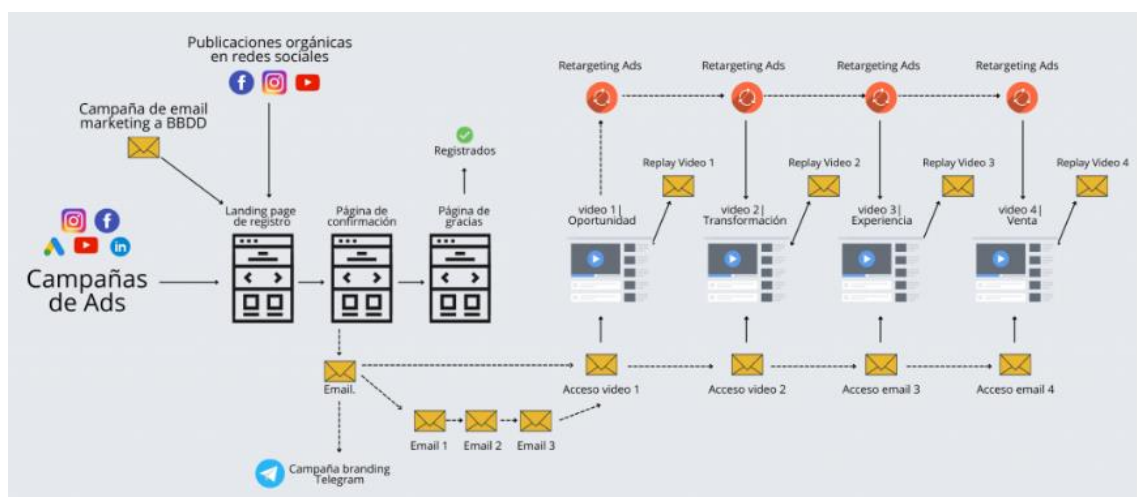 Publicaciones orgánicas
en redes sociales
Campaña de email
marketing a BBDD
Registrados
Campañas
de Ads
Landing page
de registro
Página de
confirmación
Página de
gracias
Email.
Email 1
Email 2
Email 3
Campaña branding
Telegram
Retargeting Ads
Retargeting Ads
Retargeting Ads
Retargeting Ads
Replay Video 1
Replay Video 2
Replay Video 3
Replay Video 4
video 1|
Oportunidad
video 2|
Transformación
video 3|
Experiencia
video 4|
Venta
Acceso video 1
Acceso video 2
Acceso email 3
Acceso email 4